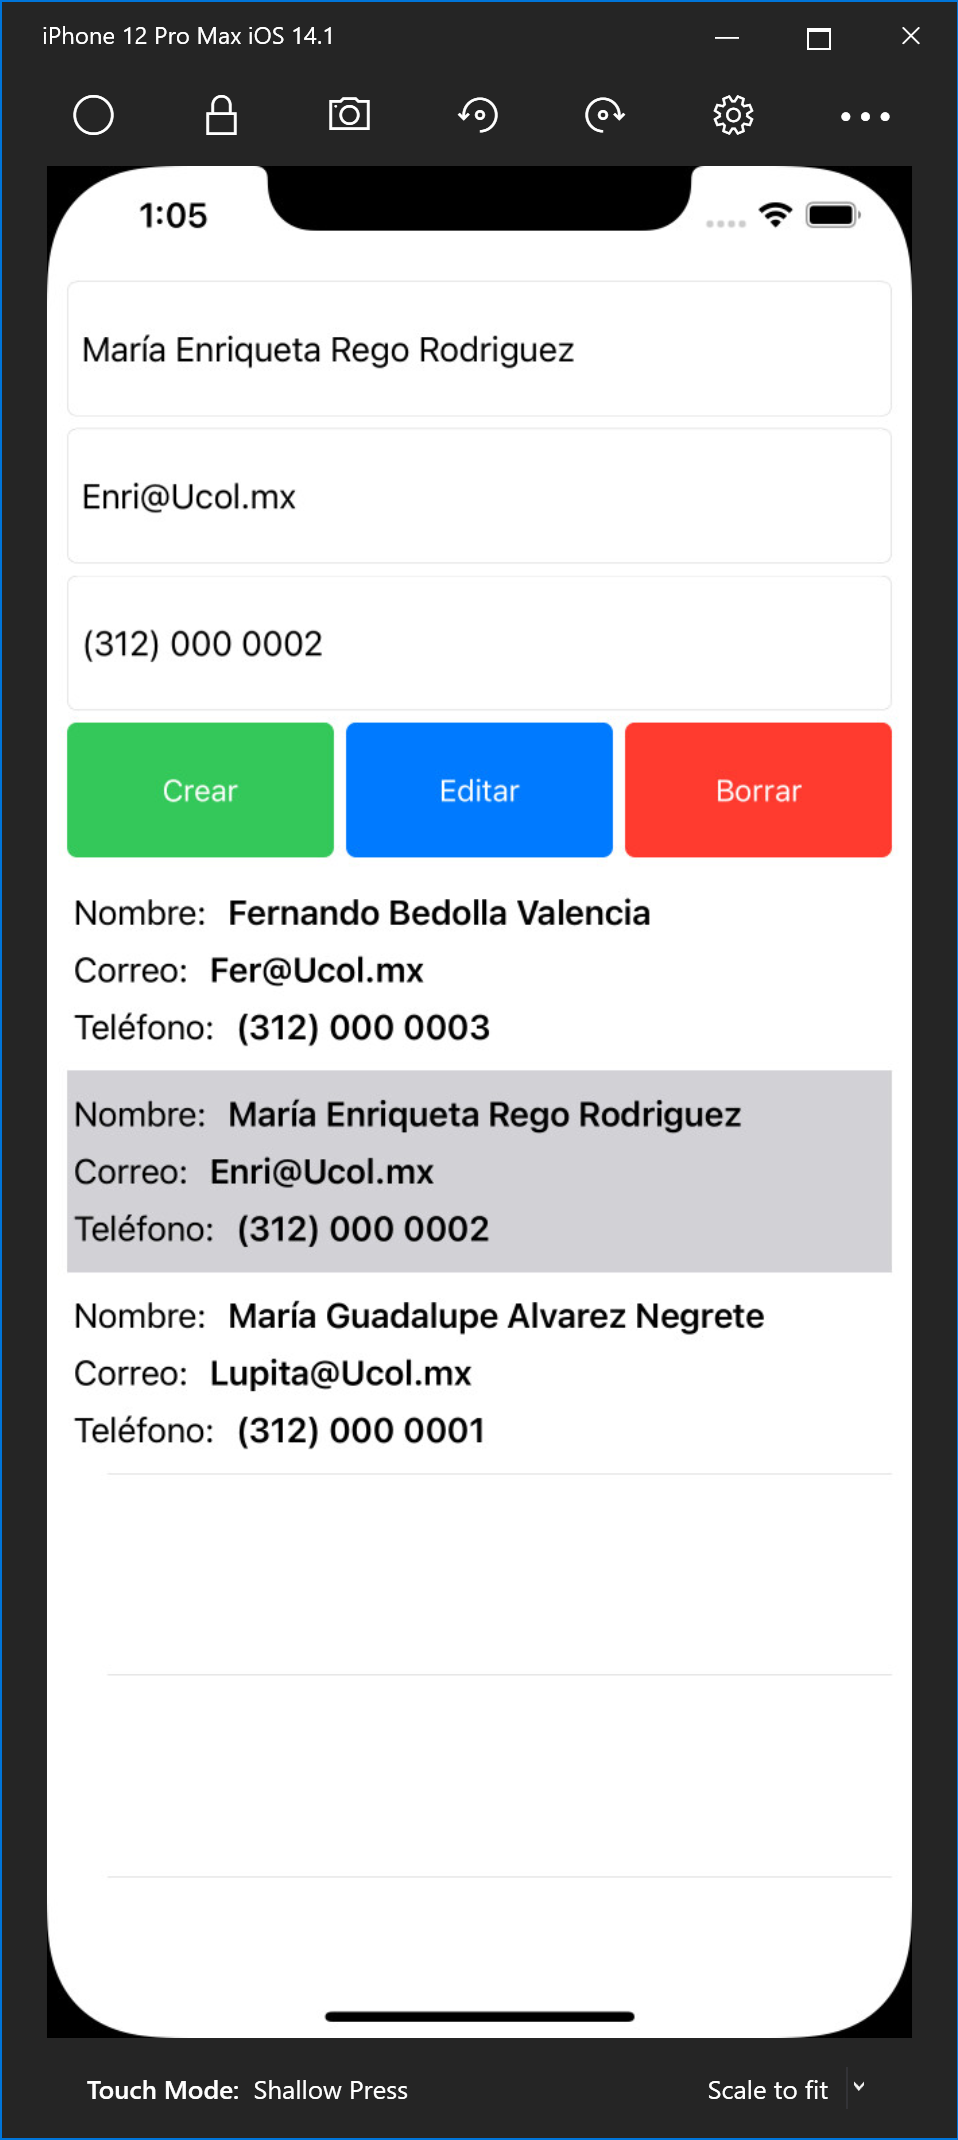 iPhone 12 Pro Max iOS 14.1
1:05
María Enriqueta Rego Rodriguez
Enri@Ucol.mx
(312) 000 0002
Crear Editar Borrar
Nombre: Fernando Bedolla Valencia
Correo: Fer@Ucol.mx
Teléfono: (312) 000 0003
Nombre: María Enriqueta Rego Rodriguez
Correo: Enri@Ucol.mx
Teléfono: (312) 000 0002
Nombre: María Guadalupe Alvarez Negrete
Correo: Lupita@Ucol.mx
Teléfono: (312) 000 0001
Touch Mode: Shallow Press Scale to fit